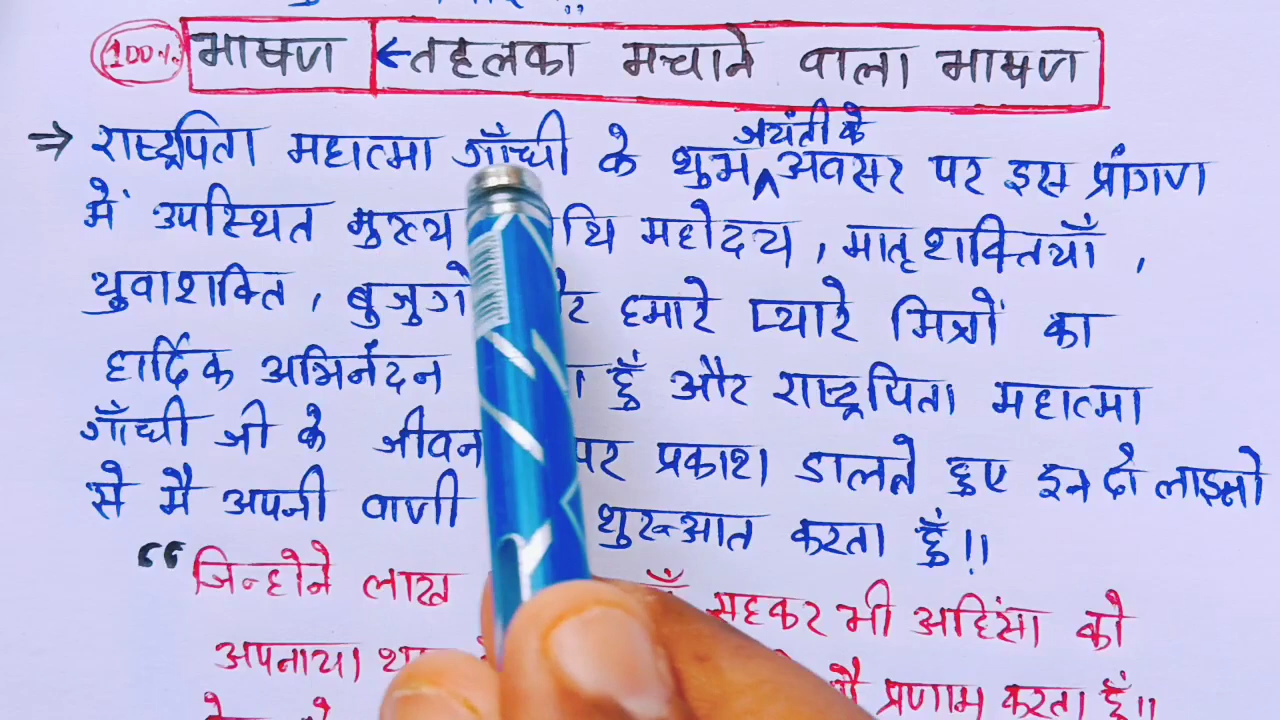 100% भाषण ← तहलका मचाने वाला भाषण
⇒ राष्ट्रपिता महात्मा गाँधी के शुभ ^ अवसर पर इस प्रांगण
जयंती के
में उपस्थित मुख्य थि महोदय, मातृशक्तियाँ,
युवाशक्ति, बुजुर्गो र हमारे प्यारे मित्रों का
हार्दिक अभिनंदन हूँ और राष्ट्रपिता महात्मा
गाँधी जी के जीवन पर प्रकाश डालते हुए इन दो लाइनो
से मै अपनी वाणी शुरुआत करता हूँ!!
“ जिन्होने लाख सहकर भी अहिंसा को
अपनाया था मै प्रणाम करता हूँ!!